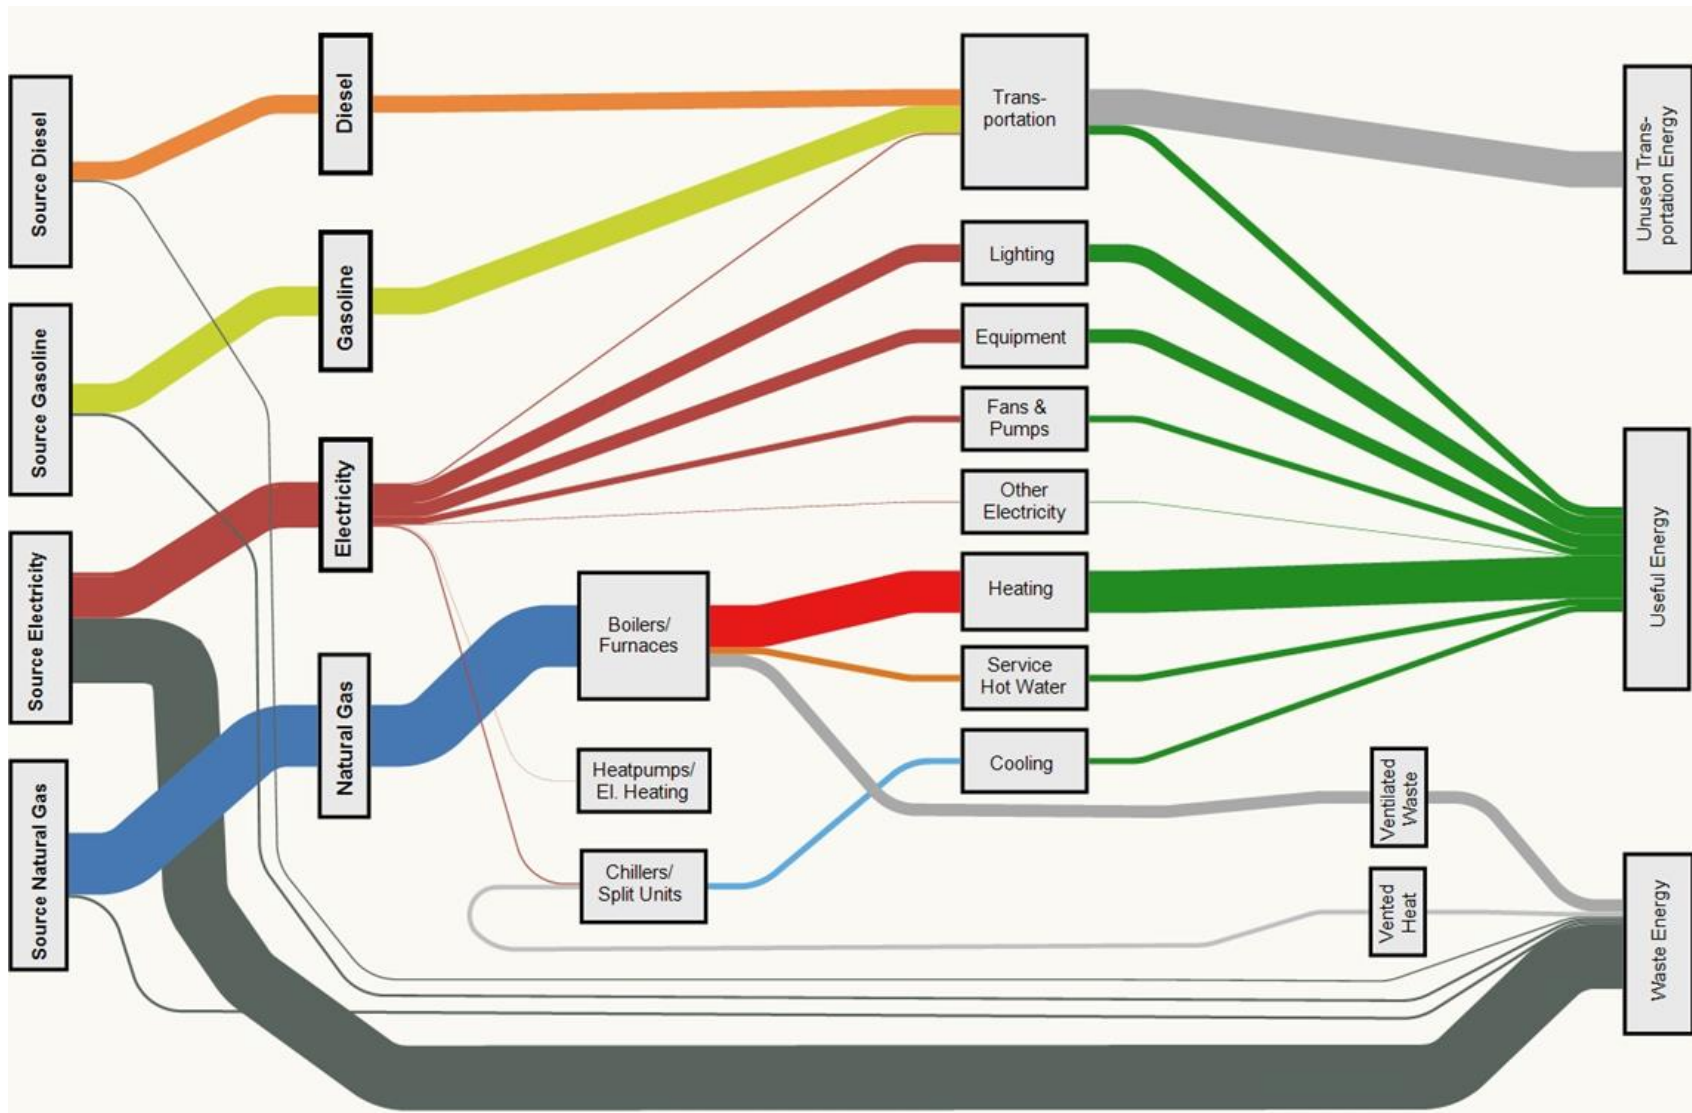 Source Diesel
Source Gasoline
Source Electricity
Source Natural Gas
Diesel
Gasoline
Electricity
Natural Gas
Boilers/
Furnaces
Heatpumps/
El. Heating
Chillers/
Split Units
Trans-
portation
Lighting
Equipment
Fans &
Pumps
Other
Electricity
Heating
Service
Hot Water
Cooling
Ventilated
Waste
Vented
Heat
Unused Trans-
portation Energy
Useful Energy
Waste Energy